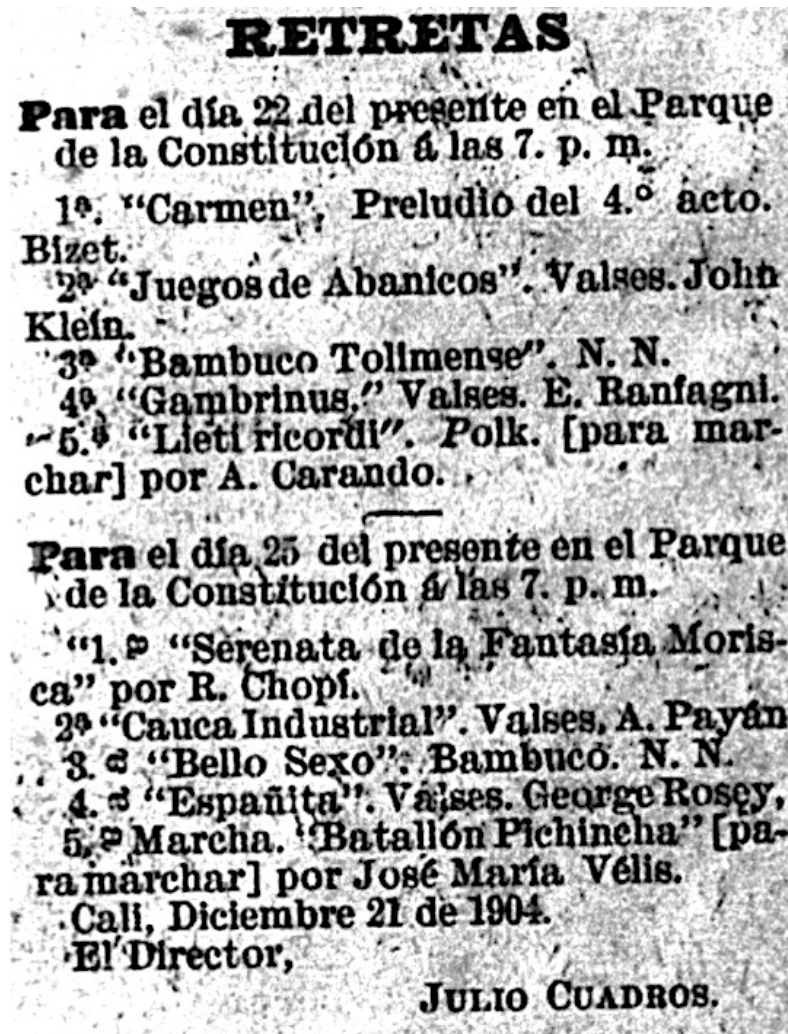 RETRETAS
Para el día 22 del presente en el Parque
de la Constitución á las 7. p. m.
1ª. "Carmen", Preludio del 4.º acto.
Bizet.
2ª "Juegos de Abanicos". Valses. John
Klein.
3ª "Bambuco Tolimense". N. N.
4ª "Gambrinus." Valses. E. Ranfagni.
5.ª "Lieti ricordi". Polk. [para mar-
char] por A. Carando.
Para el día 25 del presente en el Parque
de la Constitución á las 7. p. m.
"1.ª "Serenata de la Fantasía Moris-
ca" por R. Chopí.
2ª "Cauca Industrial". Valses, A. Payán
3.ª "Bello Sexo". Bambuco. N. N.
4.ª "Españita". Valses. George Rosey,
5.ª Marcha. "Batallón Pichincha" [pa-
ra marchar] por José María Vélis.
Cali, Diciembre 21 de 1904.
El Director,
JULIO CUADROS.